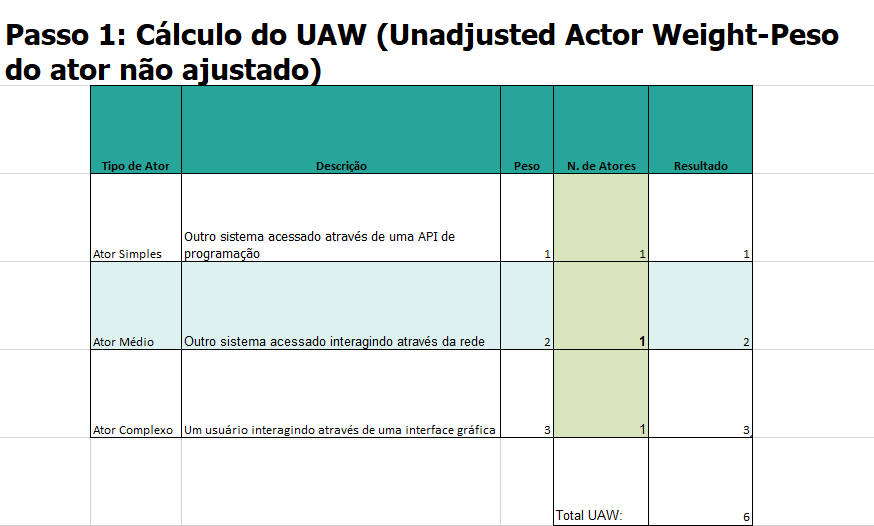 Passo 1: Cálculo do UAW (Unadjusted Actor Weight-Peso
do ator não ajustado)
Tipo de Ator Descrição Peso N. de Atores Resultado
Outro sistema acessado através de uma API de
Ator Simples programação 1 1 1
Ator Médio Outro sistema acessado interagindo através da rede 2 1 2
Ator Complexo Um usuário interagindo através de uma interface gráfica 3 1 3
Total UAW: 6